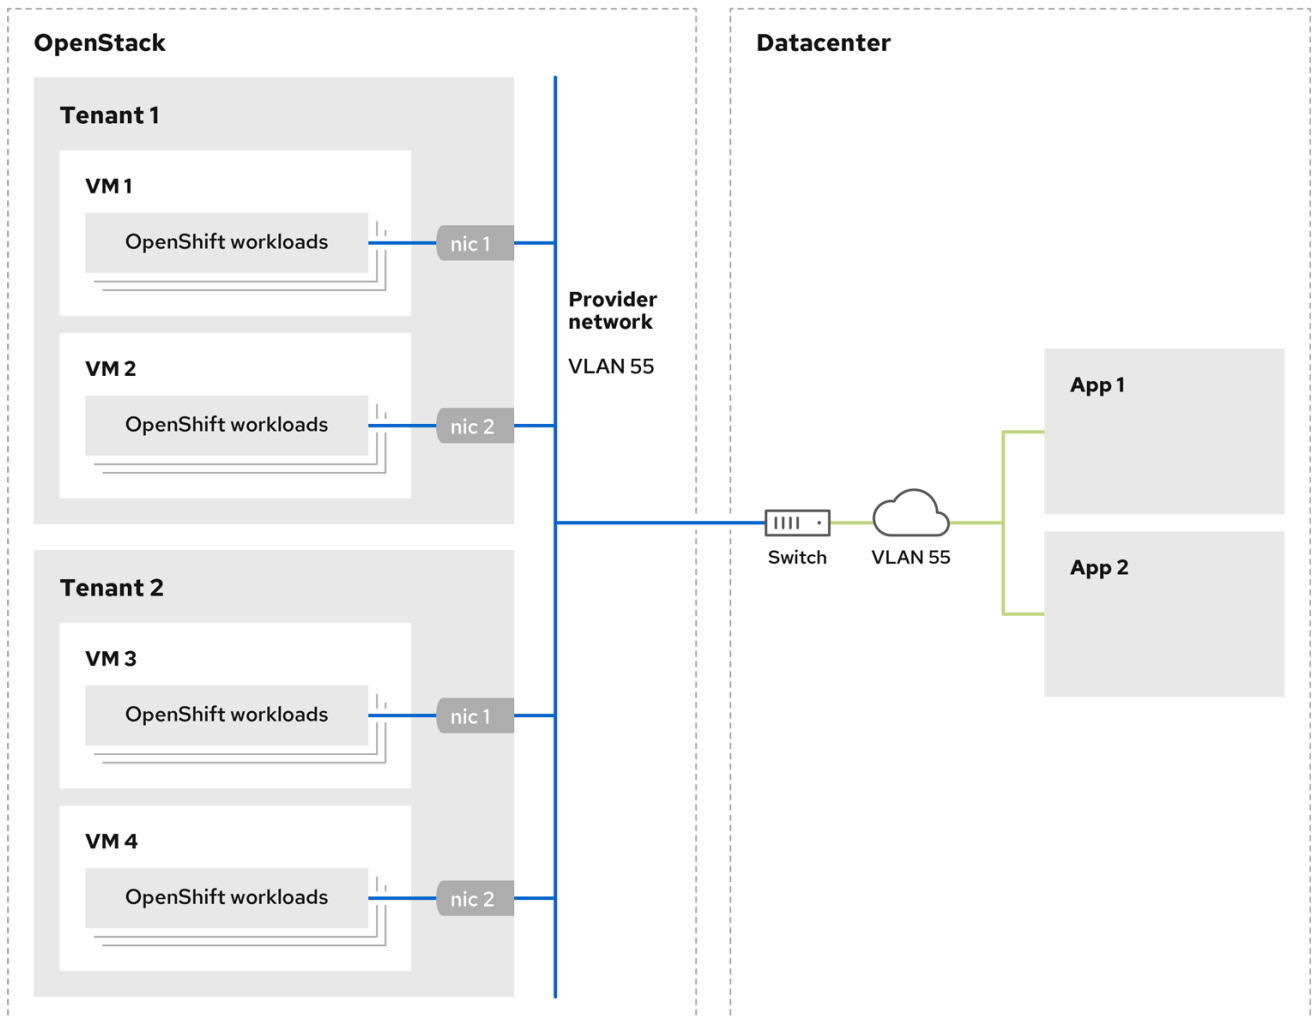 OpenStack
Tenant 1
VM 1
OpenShift workloads
nic 1
VM 2
OpenShift workloads
nic 2
Tenant 2
VM 3
OpenShift workloads
nic 1
VM 4
OpenShift workloads
nic 2
Provider
network
VLAN 55
Datacenter
Switch
VLAN 55
App 1
App 2